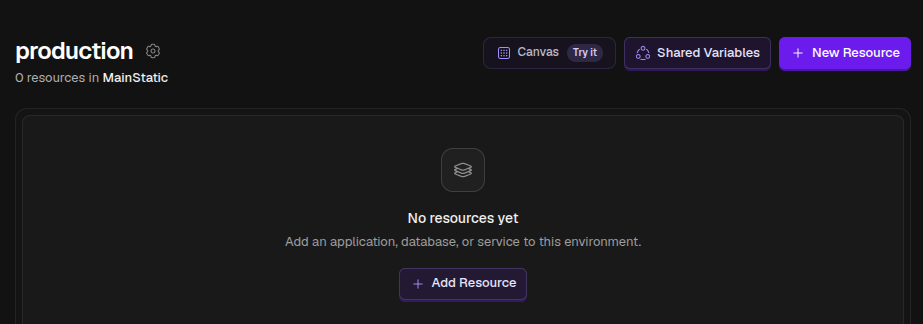 production
Canvas Try it Shared Variables + New Resource
0 resources in MainStatic
No resources yet
Add an application, database, or service to this environment.
+ Add Resource